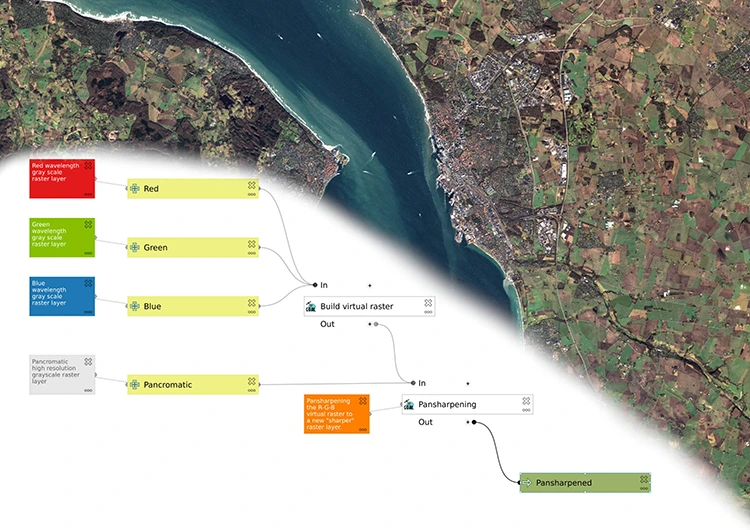 Red wavelength
gray scale
raster layer
Red
Green
wavelength
gray scale
raster layer
Green
Blue
wavelength
gray scale
raster layer
Blue
In
Build virtual raster
Out
Pancromatic
high resolution
grayscale raster
layer
Pancromatic
In
Pansharpening
the R-G-B
virtual raster to
a new "sharper"
raster layer.
Pansharpening
Out
Pansharpened